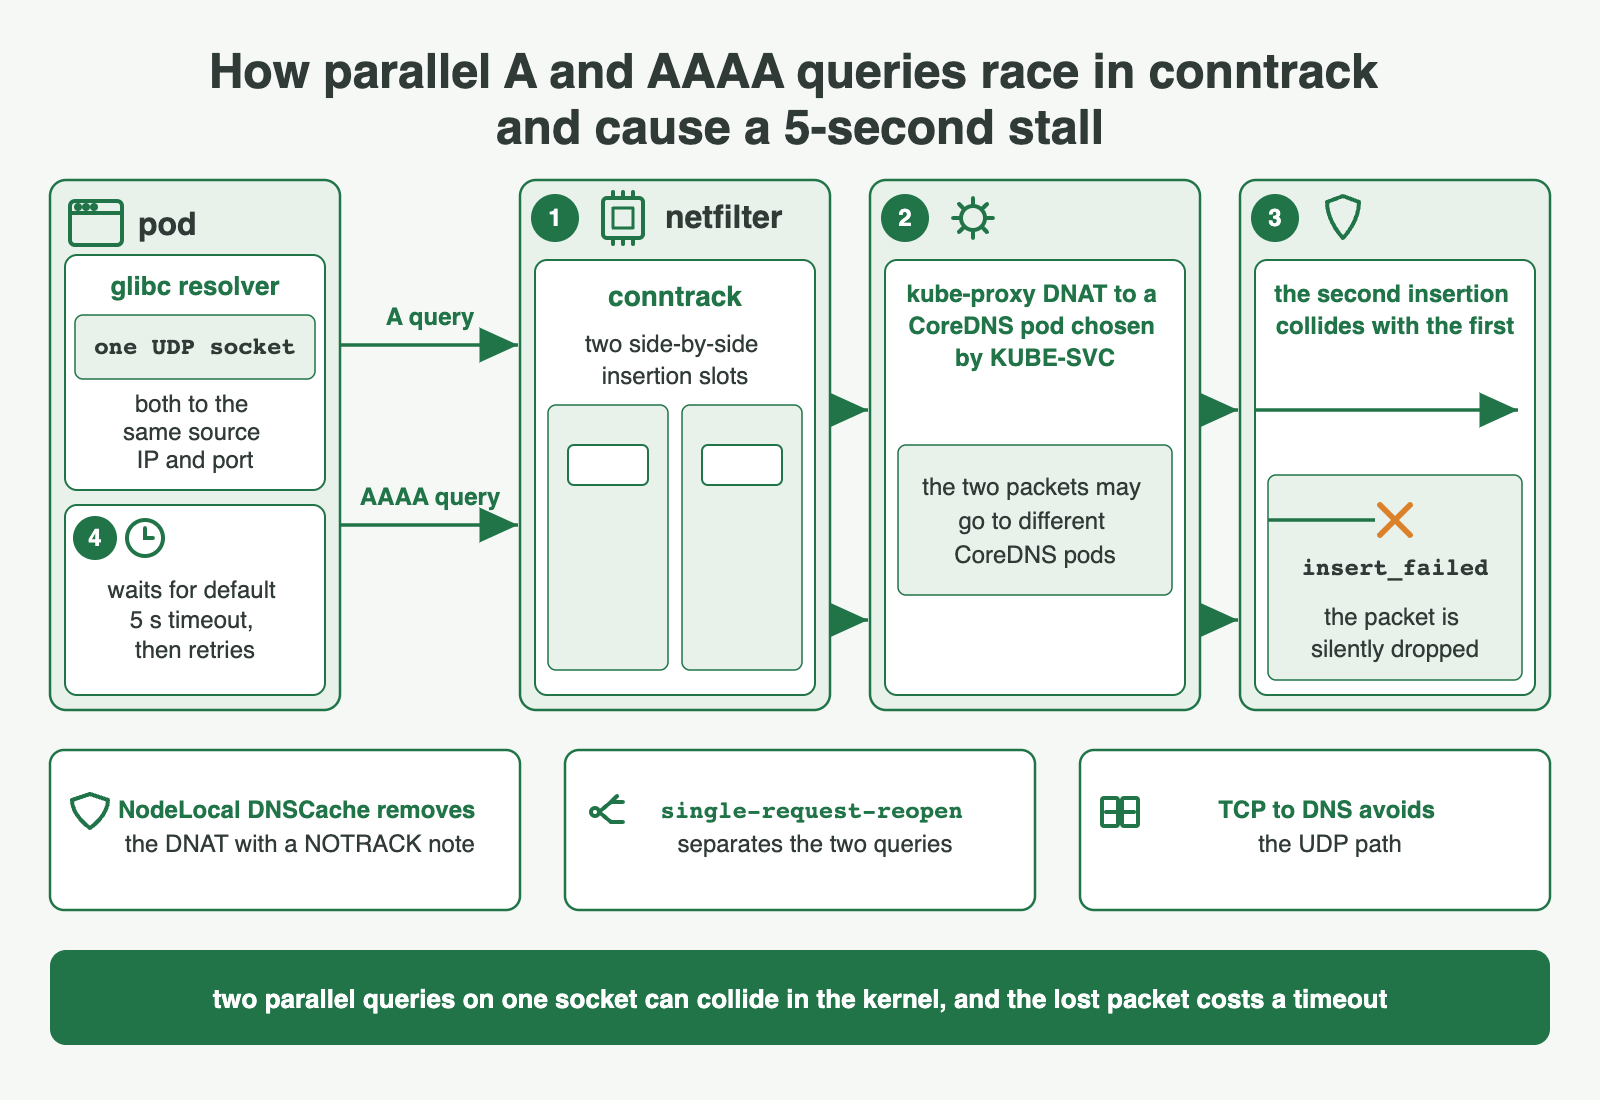 How parallel A and AAAA queries race in conntrack
and cause a 5-second stall
pod
glibc resolver
one UDP socket
both to the
same source
IP and port
4
waits for default
5 s timeout,
then retries
A query
AAAA query
1
netfilter
conntrack
two side-by-side
insertion slots
2
kube-proxy DNAT to a
CoreDNS pod chosen
by KUBE-SVC
the two packets may
go to different
CoreDNS pods
3
the second insertion
collides with the first
insert_failed
the packet is
silently dropped
NodeLocal DNSCache removes
the DNAT with a NOTRACK note
single-request-reopen
separates the two queries
TCP to DNS avoids
the UDP path
two parallel queries on one socket can collide in the kernel, and the lost packet costs a timeout